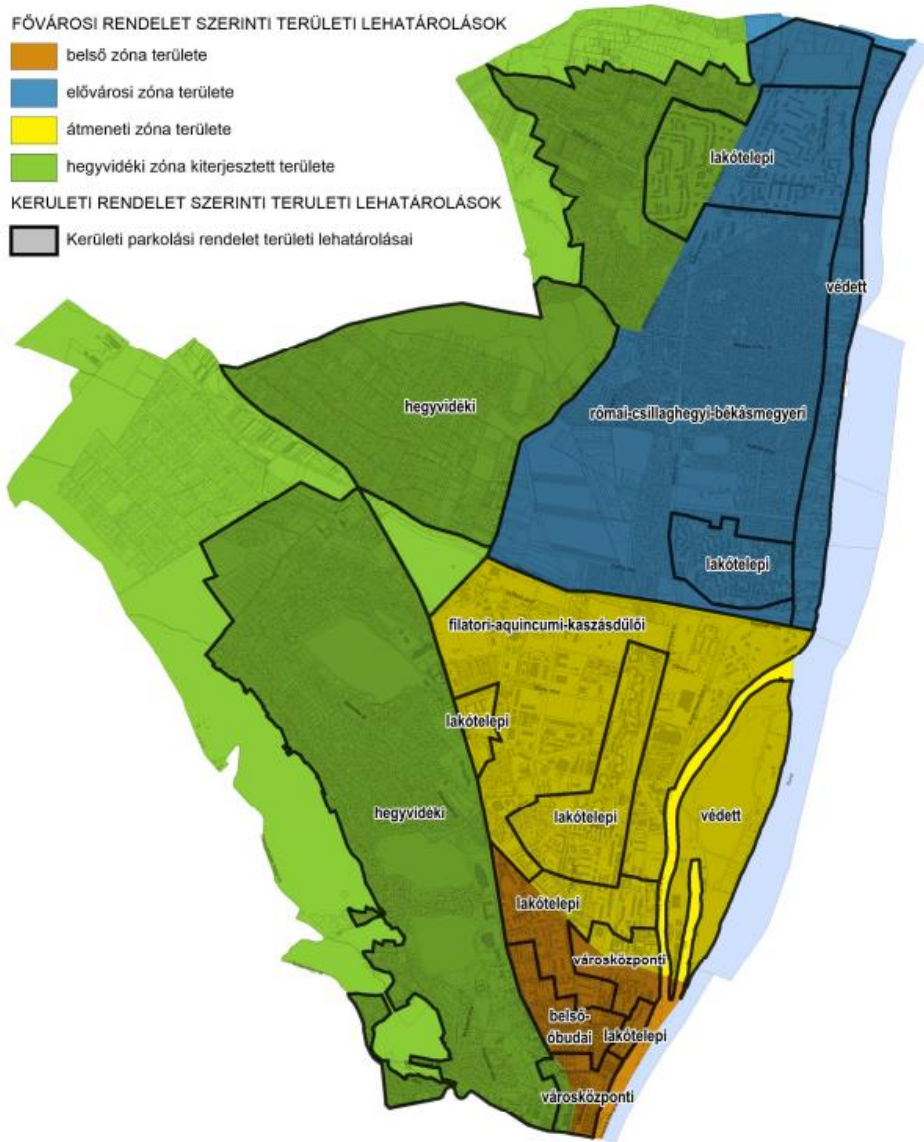 FŐVÁROSI RENDELET SZERINTI TERÜLETI LEHATÁROLÁSOK
belső zóna területe
elővárosi zóna területe
átmeneti zóna területe
hegyvidéki zóna kiterjesztett területe
KERULETI RENDELET SZERINTI TERULETI LEHATÁROLÁSOK
Kerületi parkolási rendelet területi lehatárolásai
lakótelepi
védett
hegyvidéki
római-csillaghegyi-békásmegyeri
lakótelepi
filatori-aquincumi-kaszásdűlői
lakótelepi
hegyvidéki
lakótelepi
védett
lakótelepi
városközponti
belső-
óbudai
lakótelepi
városközponti